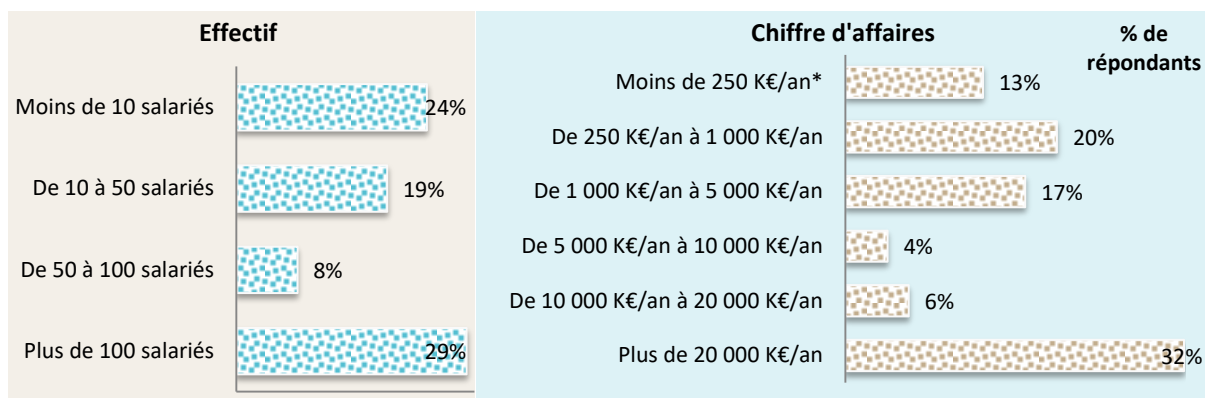 Effectif
Moins de 10 salariés 24%
De 10 à 50 salariés 19%
De 50 à 100 salariés 8%
Plus de 100 salariés 29%
Chiffre d'affaires
% de
répondants
Moins de 250 K€/an* 13%
De 250 K€/an à 1 000 K€/an 20%
De 1 000 K€/an à 5 000 K€/an 17%
De 5 000 K€/an à 10 000 K€/an 4%
De 10 000 K€/an à 20 000 K€/an 6%
Plus de 20 000 K€/an 32%